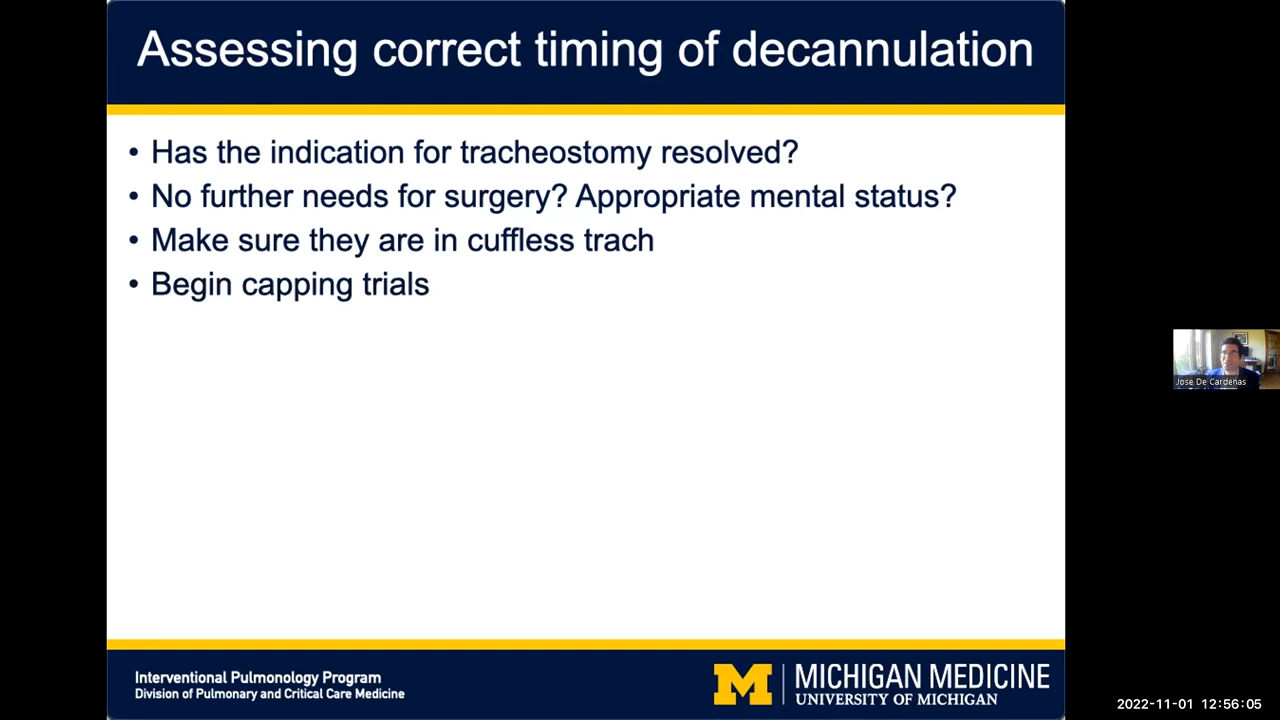 Assessing correct timing of decannulation
• Has the indication for tracheostomy resolved?
• No further needs for surgery? Appropriate mental status?
• Make sure they are in cuffless trach
• Begin capping trials
Jose De Cardenas
Interventional Pulmonology Program
Division of Pulmonary and Critical Care Medicine
M | MICHIGAN MEDICINE
UNIVERSITY OF MICHIGAN
2022-11-01 12:56:05